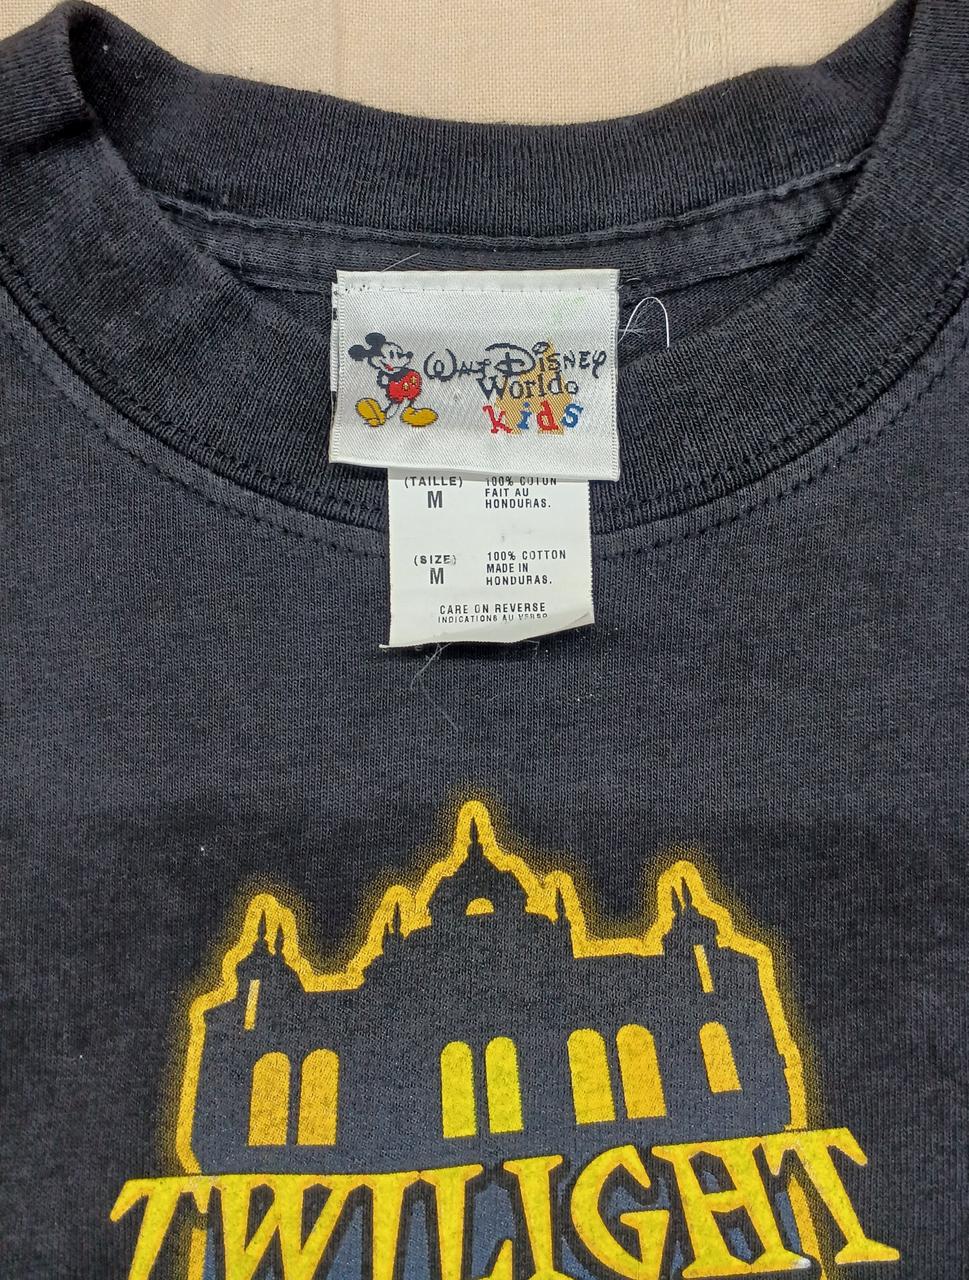 Walt Disney
World
kids
(TAILLE) 100% COTON
M FAIT AU
HONDURAS.
(SIZE) 100% COTTON
M MADE IN
HONDURAS.
CARE ON REVERSE
INDICATIONS AU VERSO
TWILIGHT